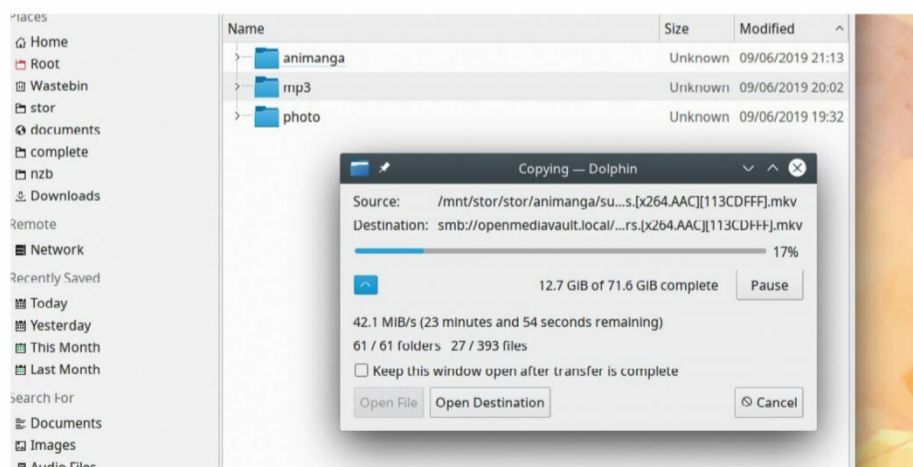 Places
Home
Root
Wastebin
stor
documents
complete
nzb
Downloads
Remote
Network
Recently Saved
Today
Yesterday
This Month
Last Month
Search For
Documents
Images
Audio Files
Name Size Modified
animanga Unknown 09/06/2019 21:13
mp3 Unknown 09/06/2019 20:02
photo Unknown 09/06/2019 19:32
Copying — Dolphin
Source: /mnt/stor/stor/animanga/su...s.[x264.AAC][113CDFFF].mkv
Destination: smb://openmediavault.local/...rs.[x264.AAC][113CDFFF].mkv
17%
12.7 GiB of 71.6 GiB complete Pause
42.1 MiB/s (23 minutes and 54 seconds remaining)
61 / 61 folders 27 / 393 files
Keep this window open after transfer is complete
Open File Open Destination Cancel